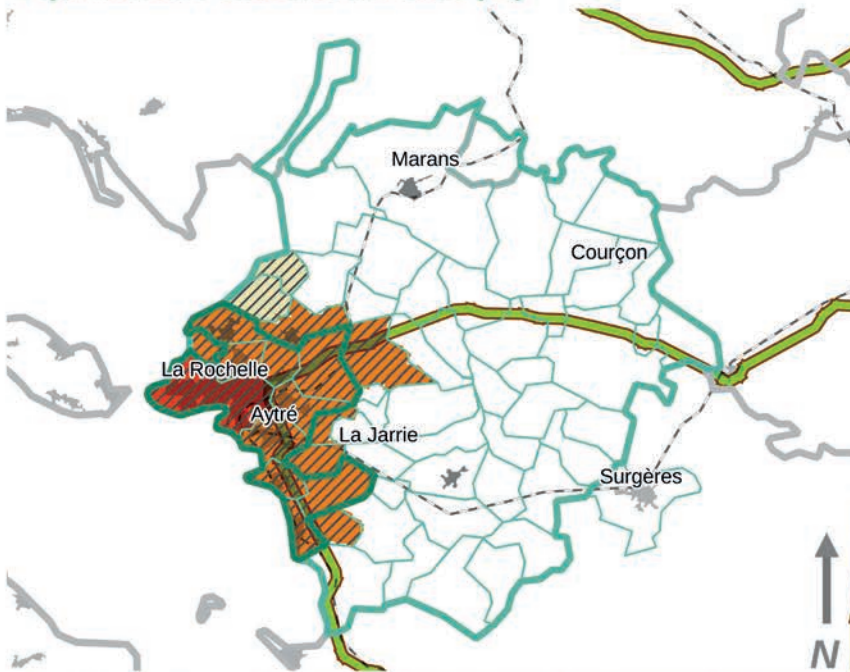 Marans
Courçon
La Rochelle
Aytré
La Jarrie
Surgères
N